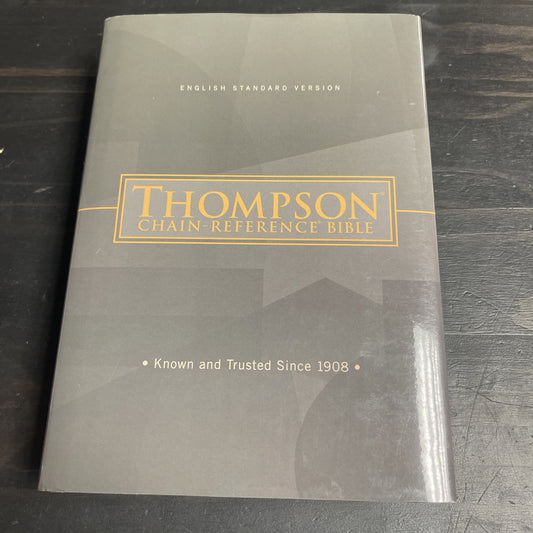 ENGLISH STANDARD VERSION
THOMPSON®
CHAIN-REFERENCE® BIBLE
• Known and Trusted Since 1908 •